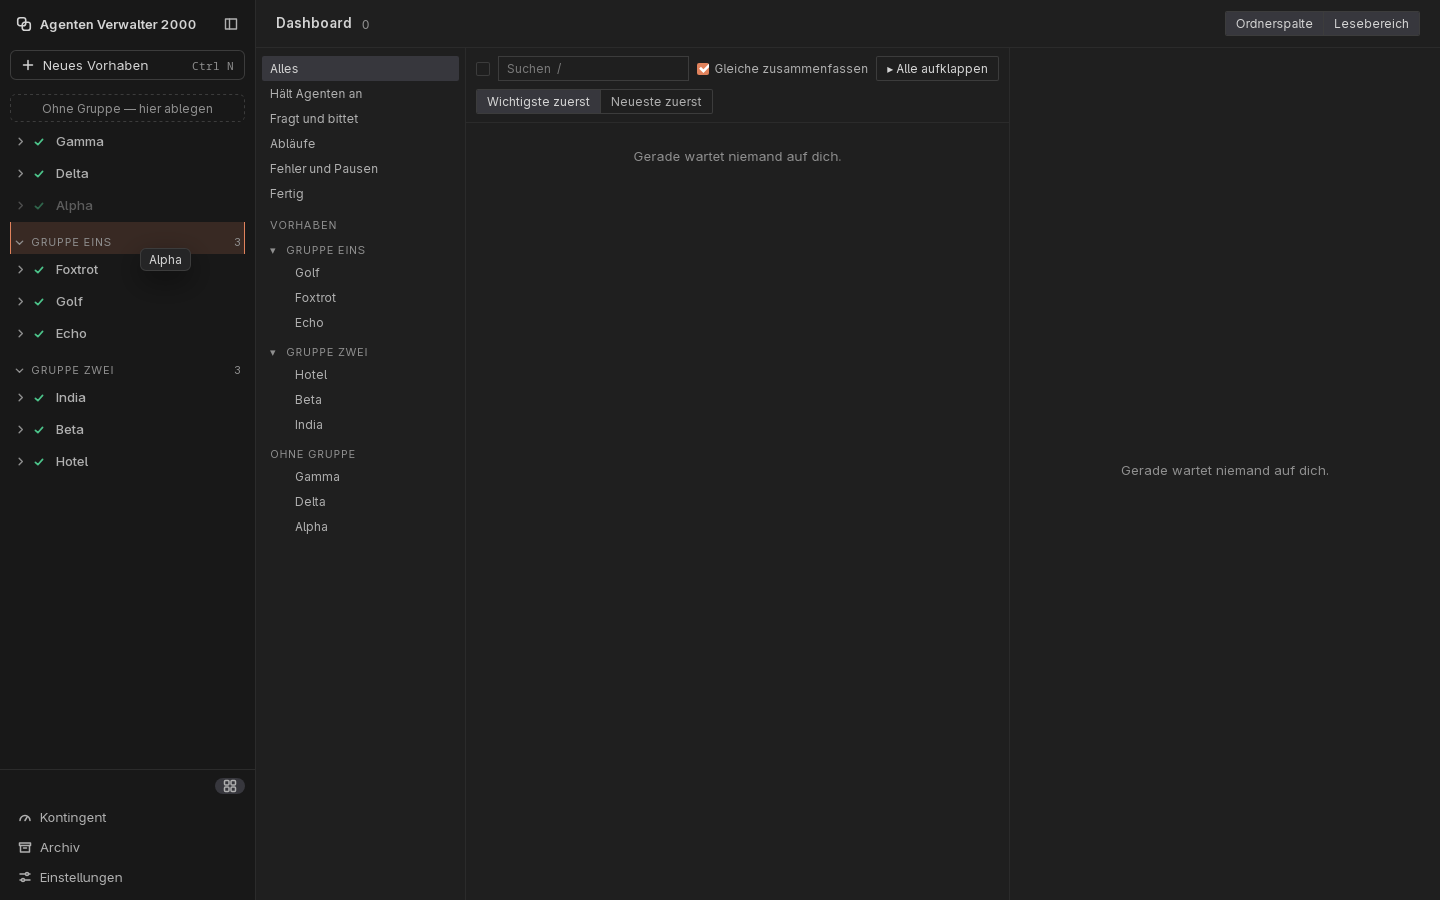 Agenten Verwalter 2000
Neues Vorhaben Ctrl N
Ohne Gruppe — hier ablegen
Gamma
Delta
Alpha
GRUPPE EINS 3
Alpha
Foxtrot
Golf
Echo
GRUPPE ZWEI 3
India
Beta
Hotel
Kontingent
Archiv
Einstellungen
Dashboard 0
Ordnerspalte Lesebereich
Alles
Hält Agenten an
Fragt und bittet
Abläufe
Fehler und Pausen
Fertig
VORHABEN
GRUPPE EINS
Golf
Foxtrot
Echo
GRUPPE ZWEI
Hotel
Beta
India
OHNE GRUPPE
Gamma
Delta
Alpha
Suchen / Gleiche zusammenfassen ▸ Alle aufklappen
Wichtigste zuerst Neueste zuerst
Gerade wartet niemand auf dich.
Gerade wartet niemand auf dich.